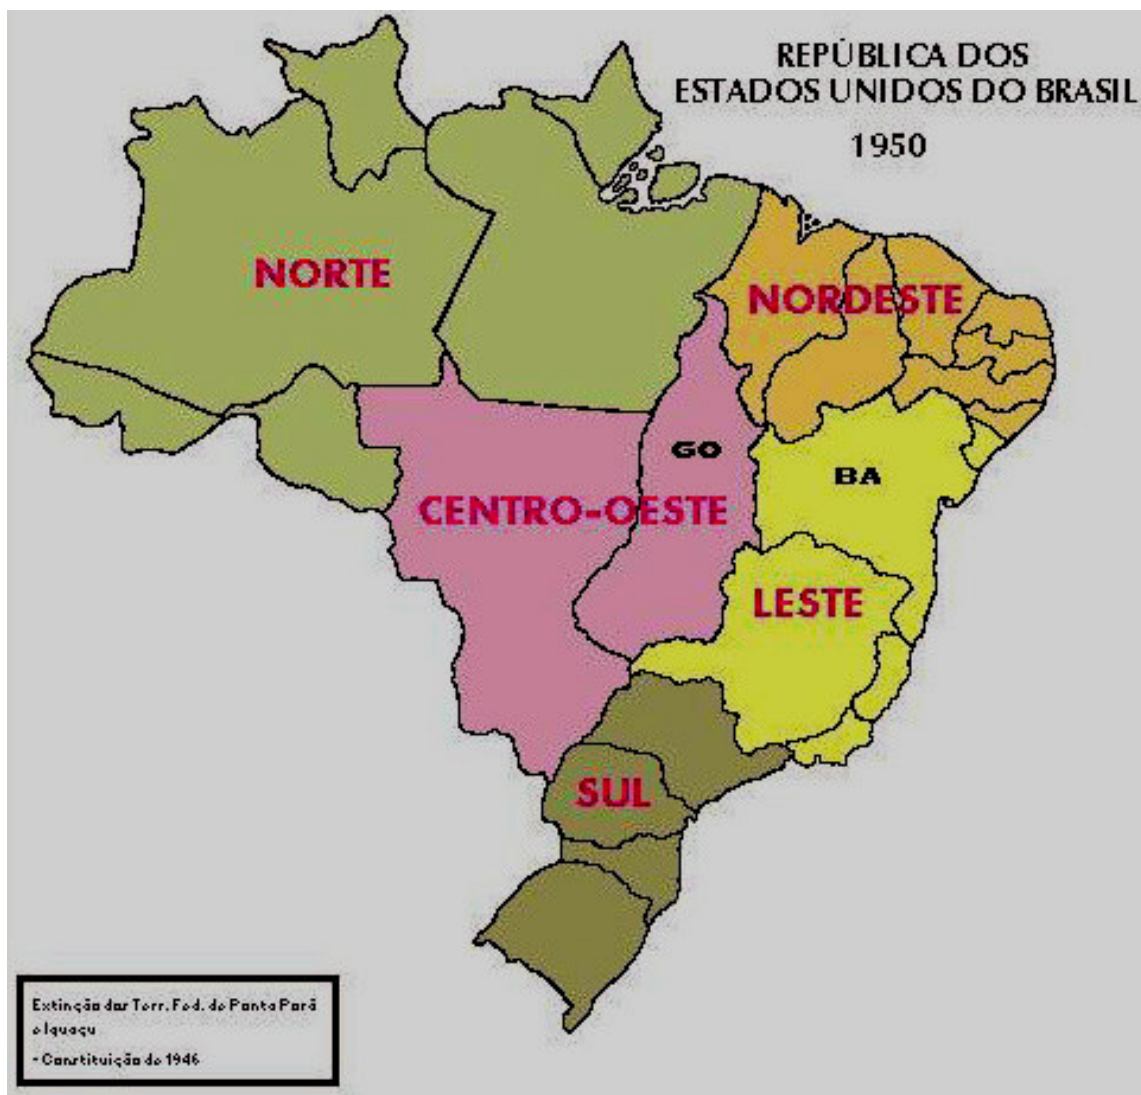 REPÚBLICA DOS
ESTADOS UNIDOS DO BRASIL
1950
NORTE
NORDESTE
GO
BA
CENTRO-OESTE
LESTE
SUL
Extinção das Terr. Fed. de Ponta Porã
e Iguaçu
- Constituição de 1946